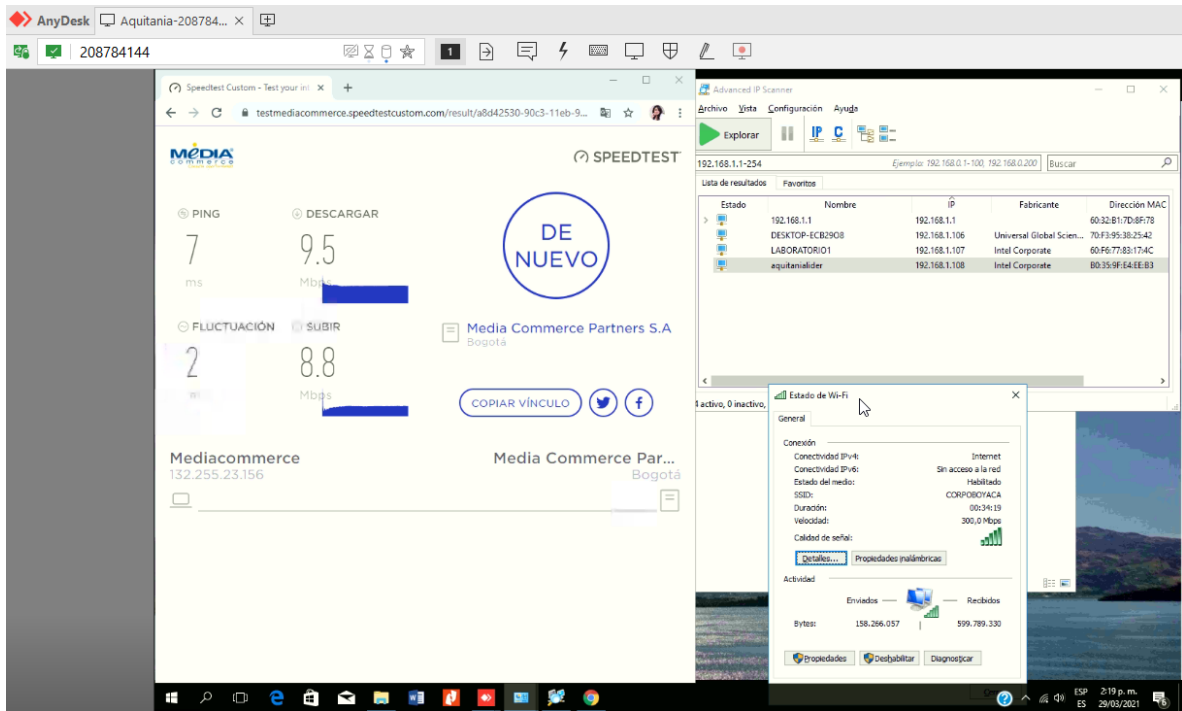 AnyDesk Aquitania-208784...
208784144
1
Speedtest Custom - Test your int
testmediacommerce.speedtestcustom.com/result/a8d42530-90c3-11eb-9...
MEDIA
commerce
SPEEDTEST
PING
7
ms
DESCARGAR
9.5
Mbps
DE
NUEVO
FLUCTUACIÓN
2
SUBIR
8.8
Mbps
Media Commerce Partners S.A
Bogotá
COPIAR VÍNCULO
Mediacommerce
132.255.23.156
Media Commerce Par...
Bogotá
Advanced IP Scanner
Archivo Vista Configuración Ayuda
Explorar IP C
192.168.1.1-254 Ejemplo: 192.168.0.1-100, 192.168.0.200 Buscar
Lista de resultados Favoritos
Estado Nombre IP Fabricante Dirección MAC
192.168.1.1 192.168.1.1 60:32:B1:7D:8F:78
DESKTOP-ECB29O8 192.168.1.106 Universal Global Scien... 70:F3:95:38:25:42
LABORATORIO1 192.168.1.107 Intel Corporate 60:F6:77:83:17:4C
aquitanialider 192.168.1.108 Intel Corporate B0:35:9F:E4:EE:B3
4 activo, 0 inactivo,
Estado de Wi-Fi
General
Conexión
Conectividad IPv4: Internet
Conectividad IPv6: Sin acceso a la red
Estado del medio: Habilitado
SSID: CORPOBOYACA
Duración: 00:34:19
Velocidad: 300,0 Mbps
Calidad de señal:
Detalles... Propiedades inalámbricas
Actividad
Enviados Recibidos
Bytes: 158.266.057 599.789.330
Propiedades Deshabilitar Diagnosticar
ESP 2:19 p. m.
ES 29/03/2021